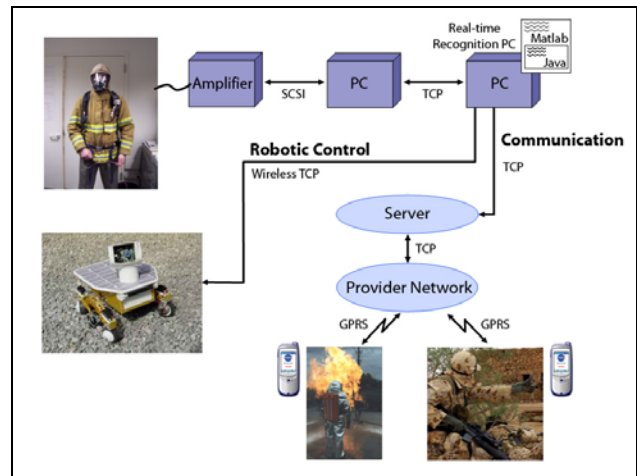 Real-time
Recognition PC
Matlab
Java
Amplifier
SCSI
PC
TCP
PC
Robotic Control
Wireless TCP
Communication
TCP
Server
TCP
Provider Network
GPRS
GPRS